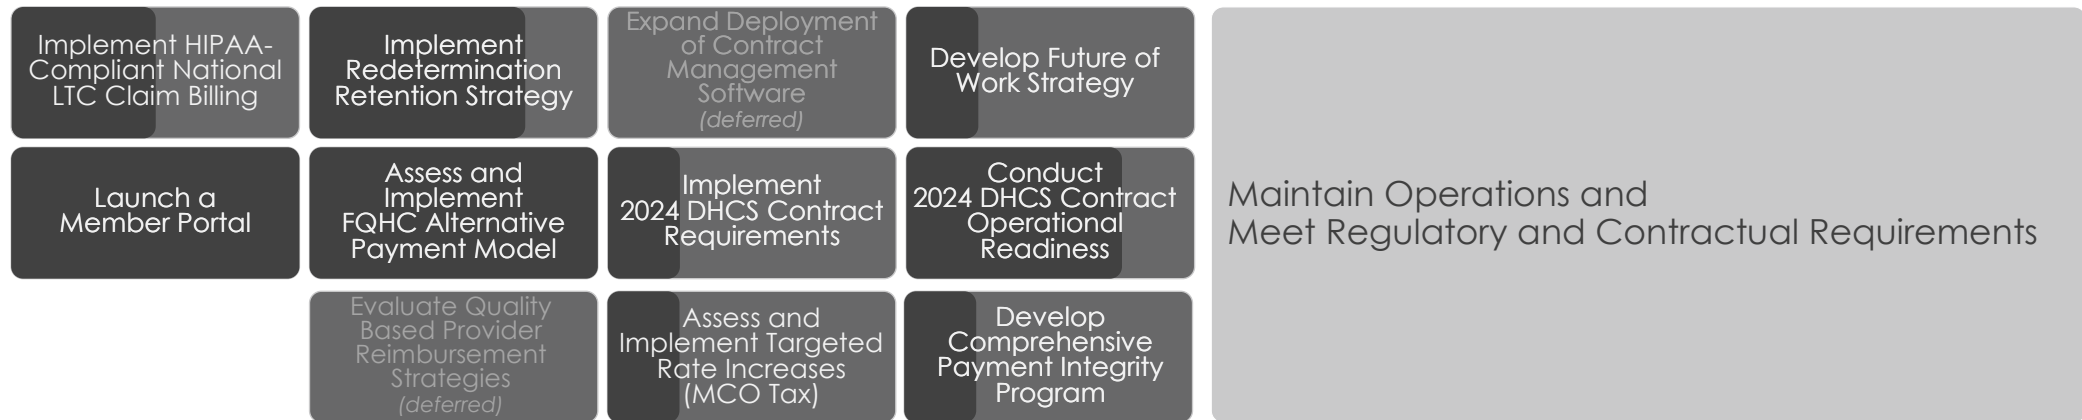 Implement HIPAA-
Compliant National
LTC Claim Billing
Implement
Redetermination
Retention Strategy
Expand Deployment
of Contract
Management
Software
(deferred)
Develop Future of
Work Strategy
Launch a
Member Portal
Assess and
Implement
FQHC Alternative
Payment Model
Implement
2024 DHCS Contract
Requirements
Conduct
2024 DHCS Contract
Operational
Readiness
Evaluate Quality
Based Provider
Reimbursement
Strategies
(deferred)
Assess and
Implement Targeted
Rate Increases
(MCO Tax)
Develop
Comprehensive
Payment Integrity
Program
Maintain Operations and
Meet Regulatory and Contractual Requirements